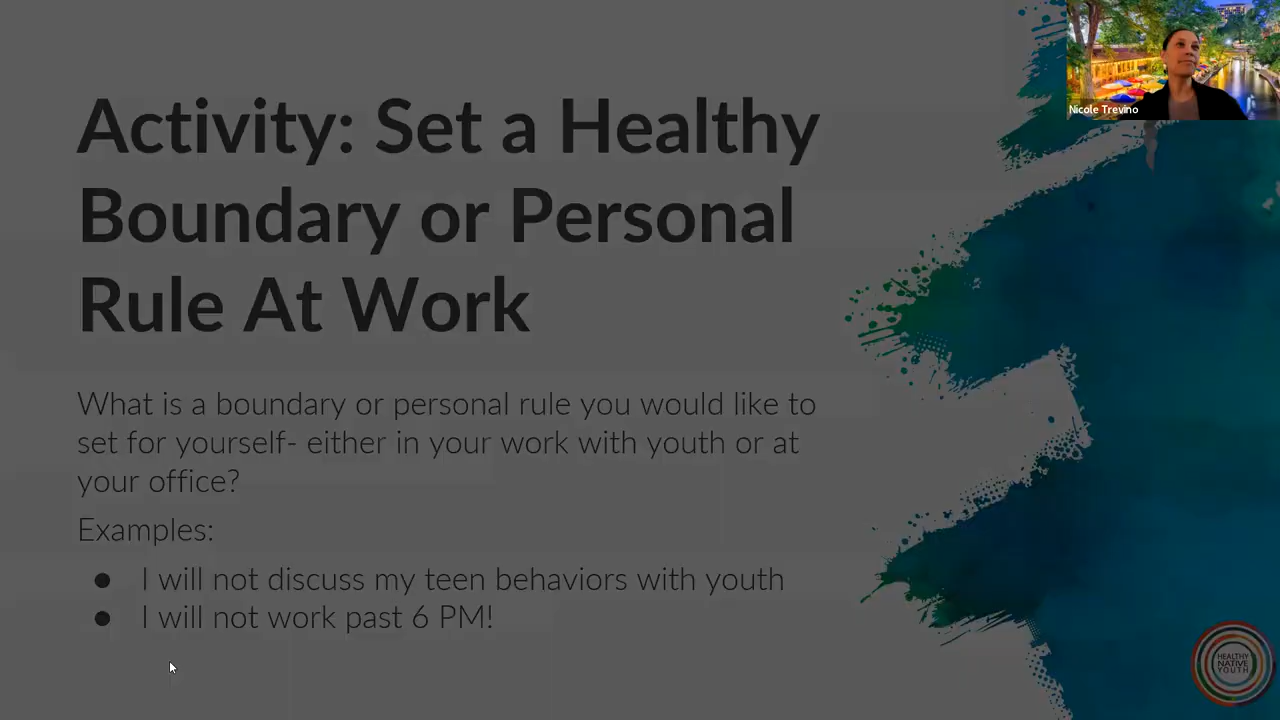 Nicole Trevino
Activity: Set a Healthy
Boundary or Personal
Rule At Work
What is a boundary or personal rule you would like to
set for yourself- either in your work with youth or at
your office?
Examples:
● I will not discuss my teen behaviors with youth
● I will not work past 6 PM!
HEALTHY
NATIVE
YOUTH